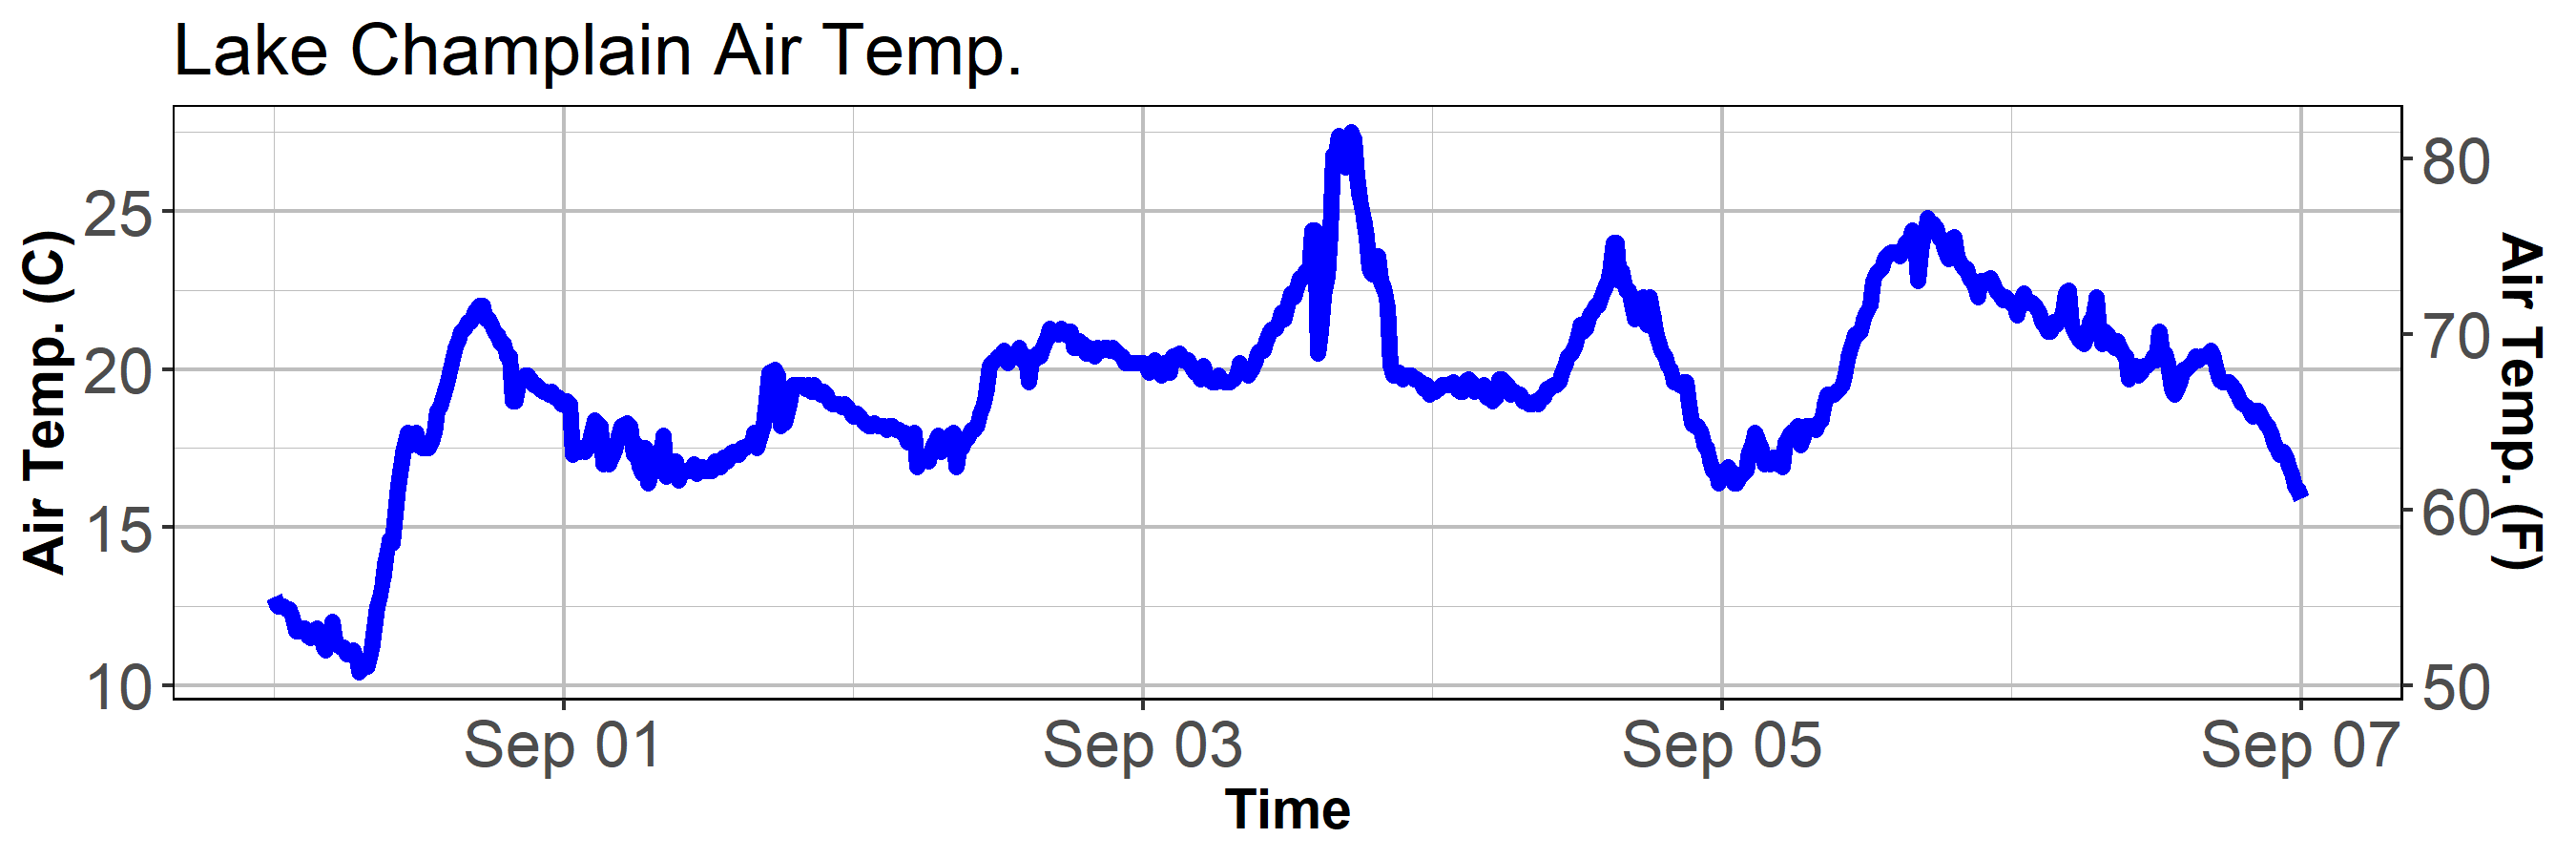 Lake Champlain Air Temp.
Air Temp. (C)
25
20
15
10
80
70
60
50
Air Temp. (F)
Sep 01 Sep 03 Sep 05 Sep 07
Time